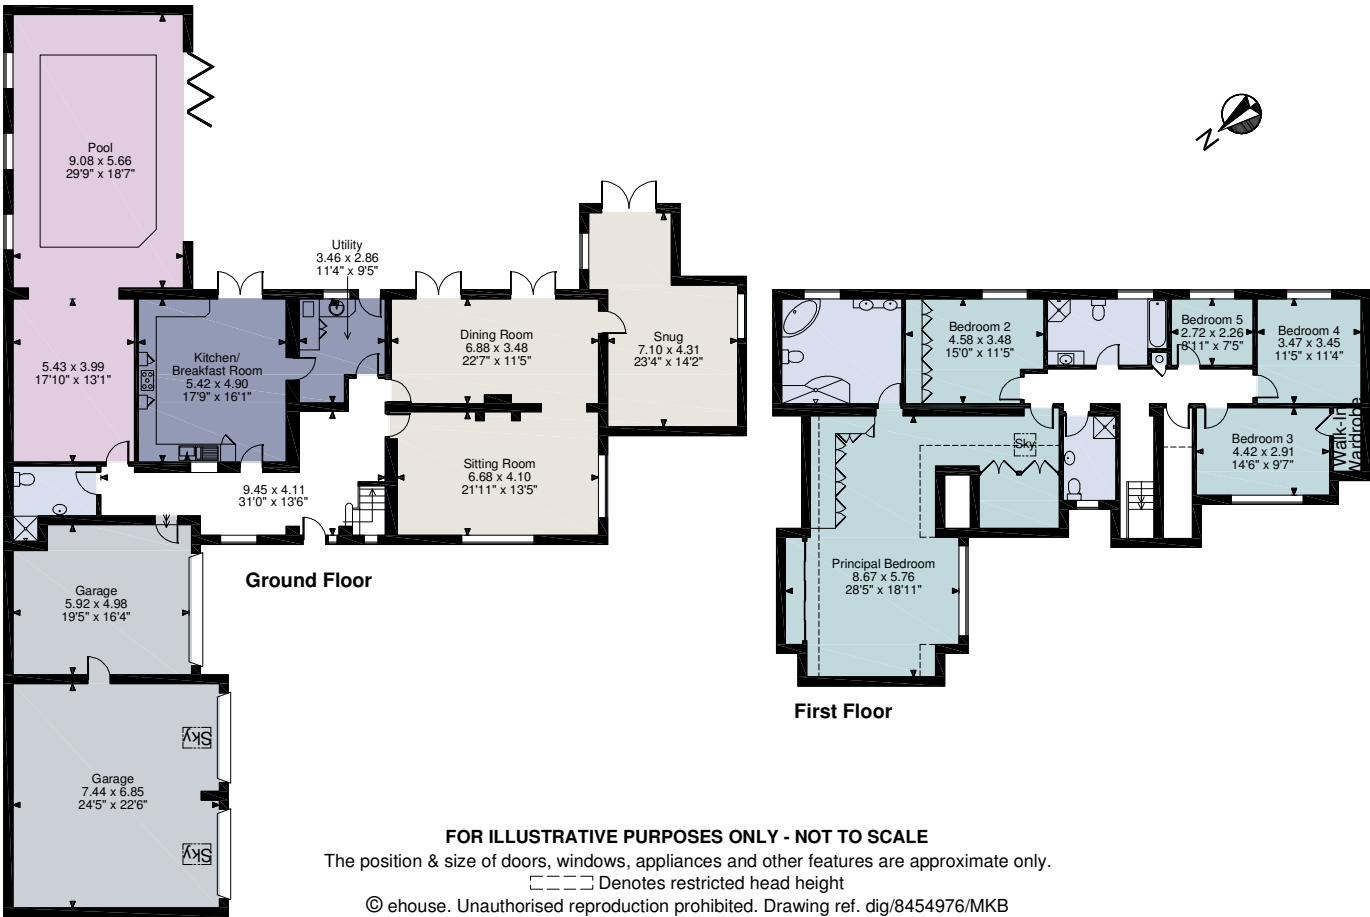 Pool
9.08 x 5.66
29'9" x 18'7"
Utility
3.46 x 2.86
11'4" x 9'5"
5.43 x 3.99
17'10" x 13'1"
Kitchen/
Breakfast Room
5.42 x 4.90
17'9" x 16'1"
Dining Room
6.88 x 3.48
22'7" x 11'5"
Snug
7.10 x 4.31
23'4" x 14'2"
Sitting Room
6.68 x 4.10
21'11" x 13'5"
9.45 x 4.11
31'0" x 13'6"
Ground Floor
Garage
5.92 x 4.98
19'5" x 16'4"
Sky
Garage
7.44 x 6.85
24'5" x 22'6"
Sky
N
Bedroom 2
4.58 x 3.48
15'0" x 11'5"
Bedroom 5
2.72 x 2.26
8'11" x 7'5"
Bedroom 4
3.47 x 3.45
11'5" x 11'4"
Sky
Bedroom 3
4.42 x 2.91
14'6" x 9'7"
Walk-In
Wardrobe
Principal Bedroom
8.67 x 5.76
28'5" x 18'11"
First Floor
FOR ILLUSTRATIVE PURPOSES ONLY - NOT TO SCALE
The position & size of doors, windows, appliances and other features are approximate only.
Denotes restricted head height
© ehouse. Unauthorised reproduction prohibited. Drawing ref. dig/8454976/MKB